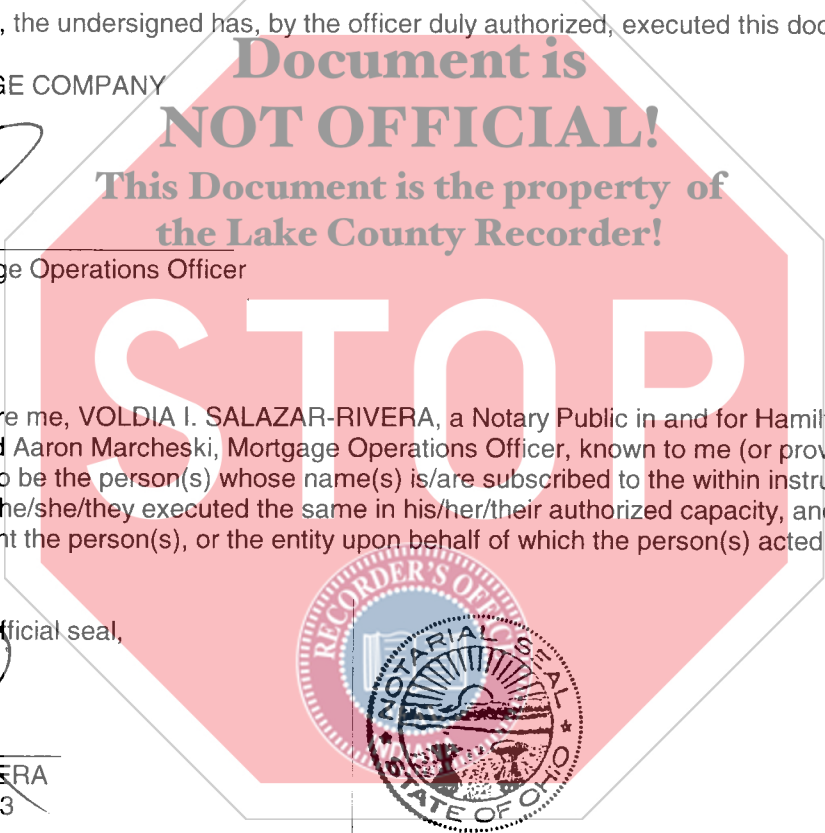 , the undersigned has, by the officer duly authorized, executed this doc
Document is
GE COMPANY
NOT OFFICIAL!
This Document is the property of
the Lake County Recorder!
ge Operations Officer
STOP
re me, VOLDIA I. SALAZAR-RIVERA, a Notary Public in and for Hamil
d Aaron Marcheski, Mortgage Operations Officer, known to me (or prov
o be the person(s) whose name(s) is/are subscribed to the within instru
he/she/they executed the same in his/her/their authorized capacity, and
nt the person(s), or the entity upon behalf of which the person(s) acted
RECORDER'S OFFICE
fficial seal,
NOTARIAL SEAL
INDIANA
STATE OF OHIO
ERA
3